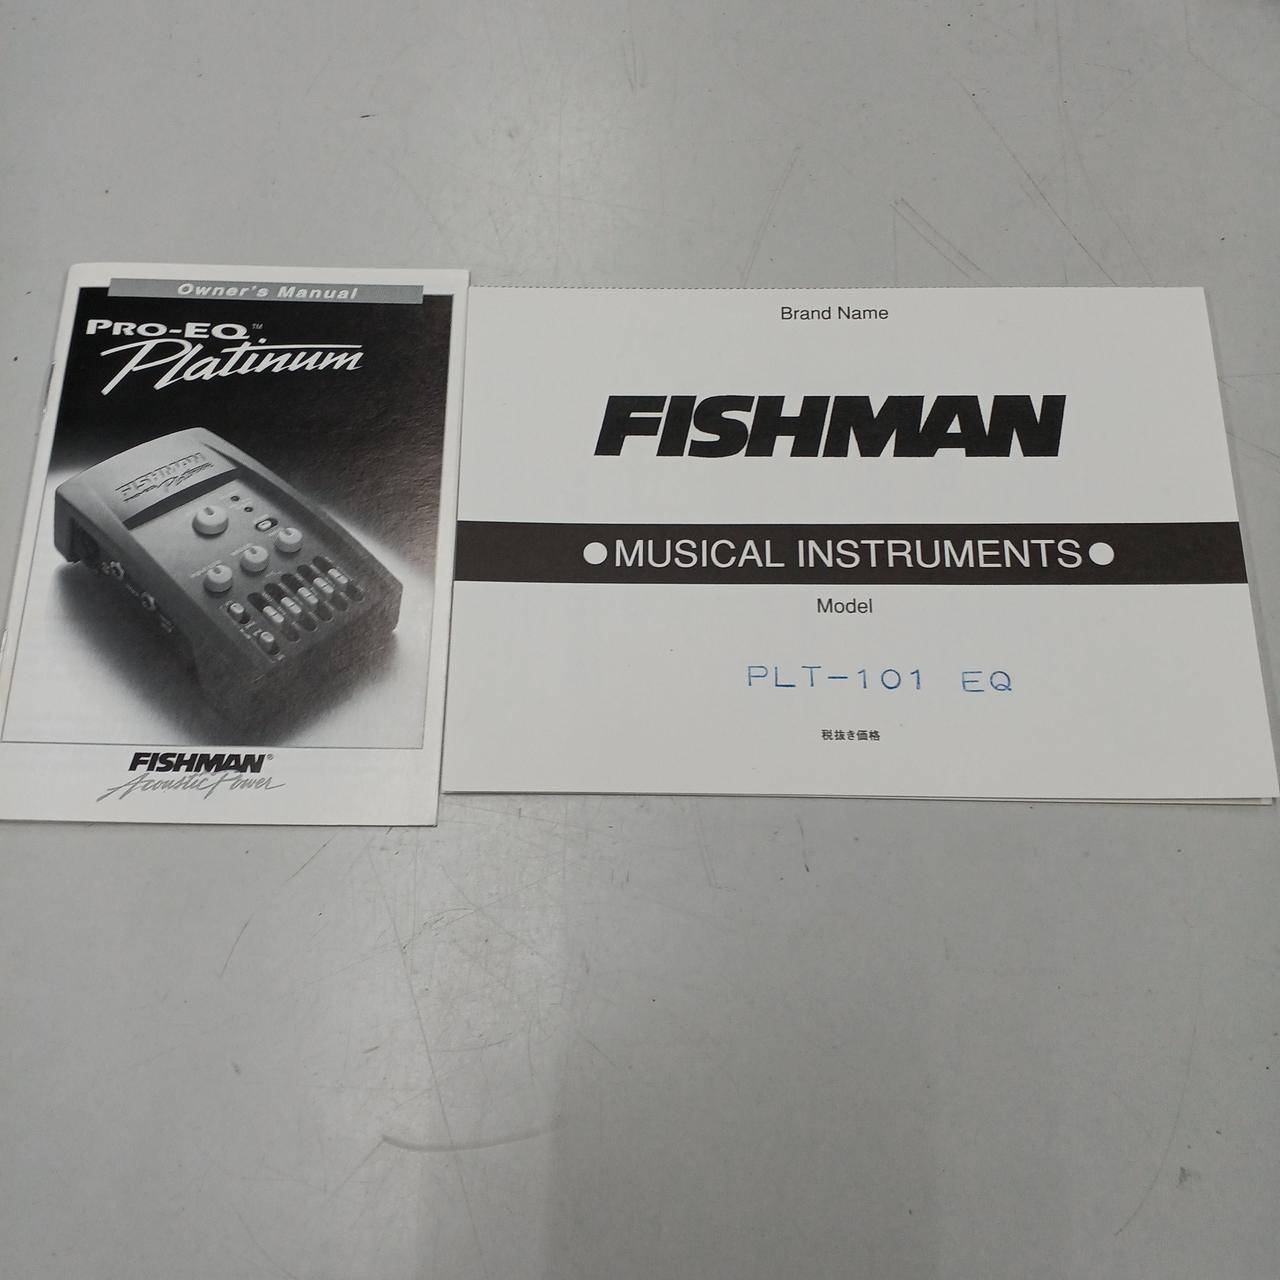 Owner's Manual
PRO-EQ™
Platinum
FISHMAN
Platinum
FISHMAN®
Acoustic Power
Brand Name
FISHMAN
●MUSICAL INSTRUMENTS●
Model
PLT-101 EQ
税抜き価格